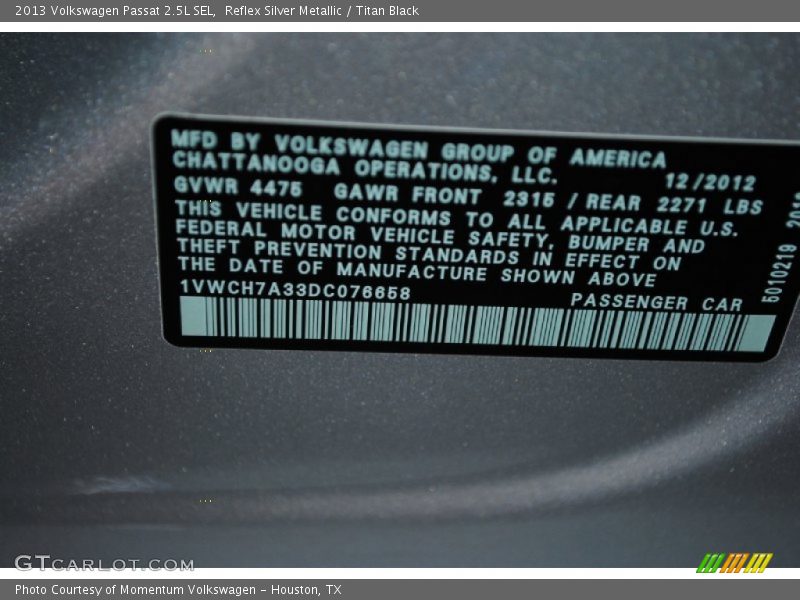 2013 Volkswagen Passat 2.5L SEL, Reflex Silver Metallic / Titan Black
MFD BY VOLKSWAGEN GROUP OF AMERICA
CHATTANOOGA OPERATIONS, LLC. 12/2012
GVWR 4475 GAWR FRONT 2315 / REAR 2271 LBS
THIS VEHICLE CONFORMS TO ALL APPLICABLE U.S.
FEDERAL MOTOR VEHICLE SAFETY, BUMPER AND
THEFT PREVENTION STANDARDS IN EFFECT ON
THE DATE OF MANUFACTURE SHOWN ABOVE
1VWCH7A33DC076658 PASSENGER CAR
5010219
GTCARLOT.COM
Photo Courtesy of Momentum Volkswagen - Houston, TX